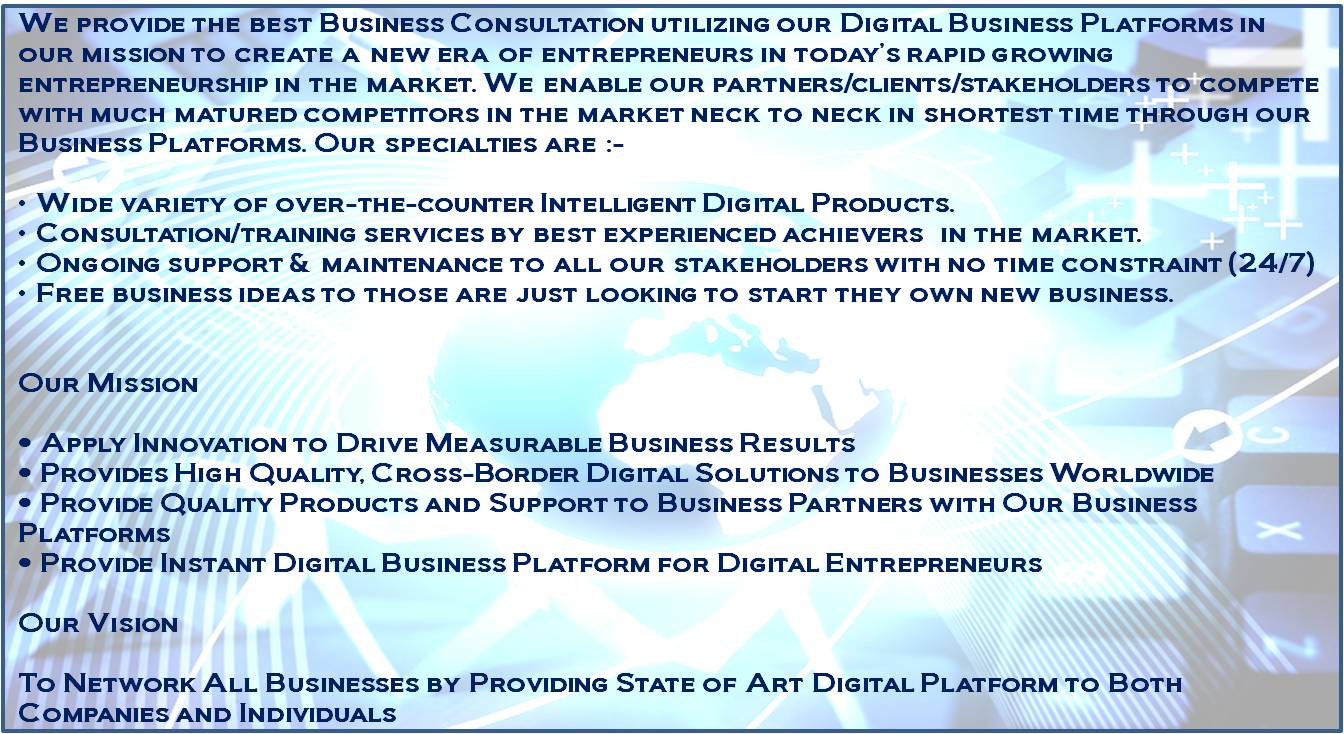 We provide the best Business Consultation utilizing our Digital Business Platforms in
our mission to create a new era of entrepreneurs in today's rapid growing
entrepreneurship in the market. We enable our partners/clients/stakeholders to compete
with much matured competitors in the market neck to neck in shortest time through our
Business Platforms. Our specialties are :-
• Wide variety of over-the-counter Intelligent Digital Products.
• Consultation/training services by best experienced achievers in the market.
• Ongoing support & maintenance to all our stakeholders with no time constraint (24/7)
• Free business ideas to those are just looking to start they own new business.
Our Mission
• Apply Innovation to Drive Measurable Business Results
• Provides High Quality, Cross-Border Digital Solutions to Businesses Worldwide
• Provide Quality Products and Support to Business Partners with Our Business
Platforms
• Provide Instant Digital Business Platform for Digital Entrepreneurs
Our Vision
To Network All Businesses by Providing State of Art Digital Platform to Both
Companies and Individuals